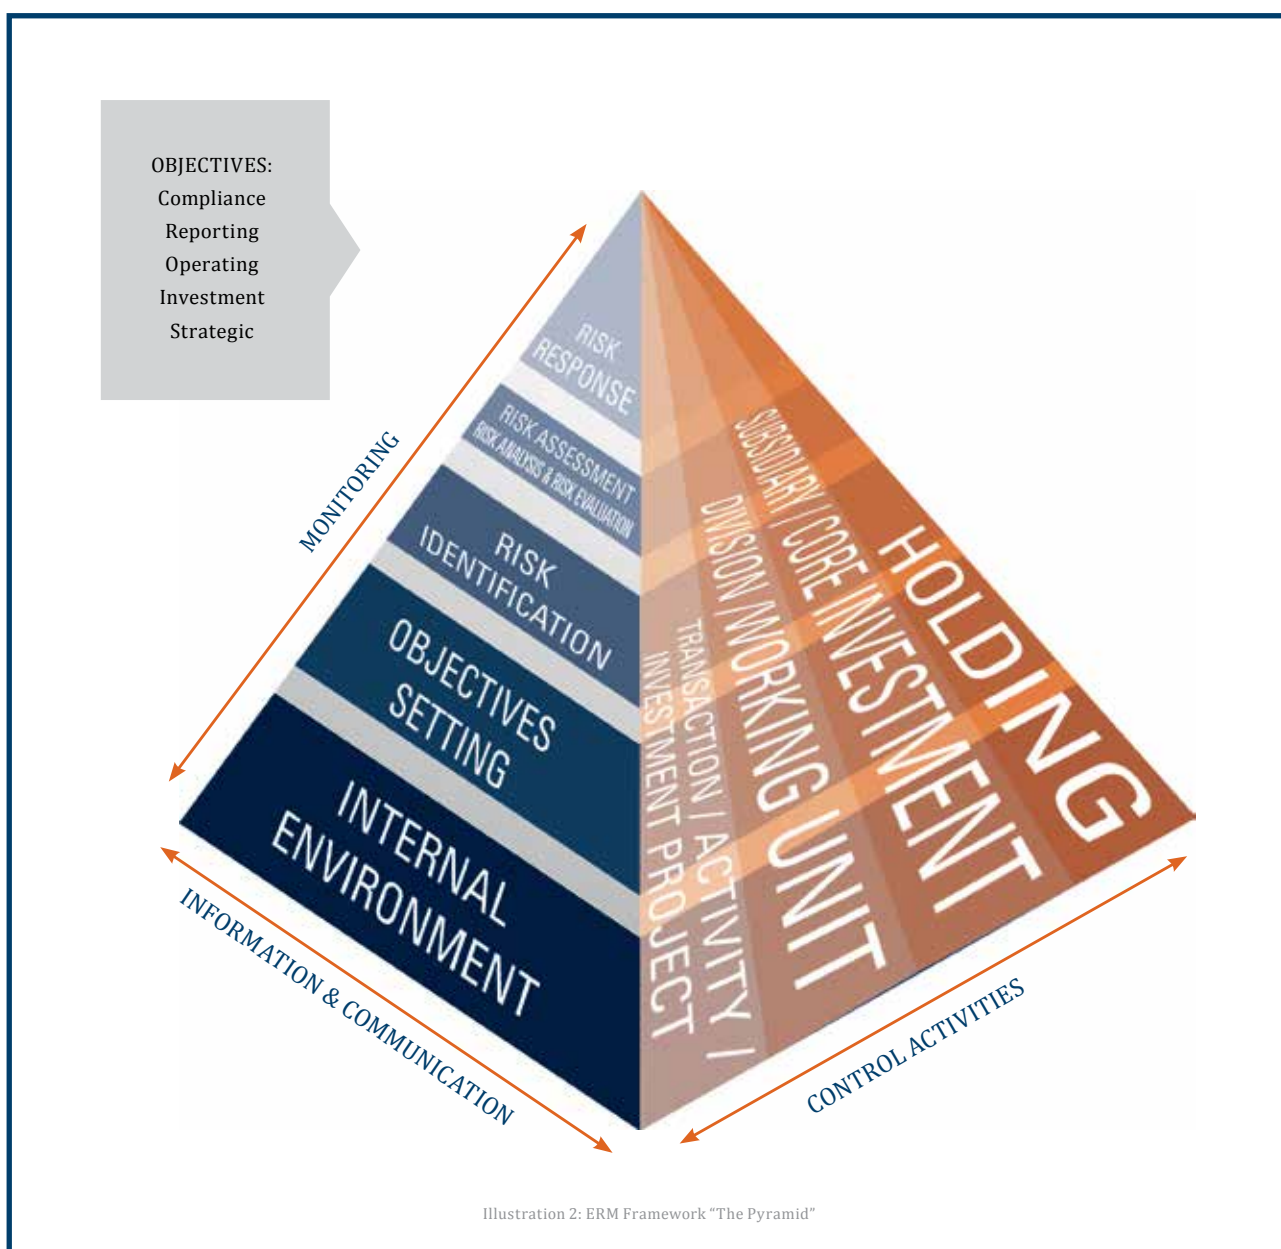 OBJECTIVES:
Compliance
Reporting
Operating
Investment
Strategic
MONITORING
RISK
RESPONSE
RISK ASSESSMENT
RISK ANALYSIS & RISK EVALUATION
RISK
IDENTIFICATION
OBJECTIVES
SETTING
INTERNAL
ENVIRONMENT
INVESTMENT PROJECT
TRANSACTION / ACTIVITY /
DIVISION / WORKING UNIT
SUBSIDIARY / CORE INVESTMENT
HOLDING
INFORMATION & COMMUNICATION
CONTROL ACTIVITIES
Illustration 2: ERM Framework “The Pyramid”